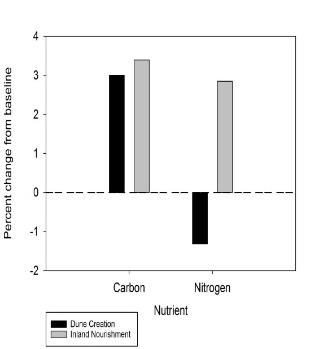 Percent change from baseline
4
3
2
1
0
-1
-2
Carbon Nitrogen
Nutrient
Dune Creation
Inland Nourishment